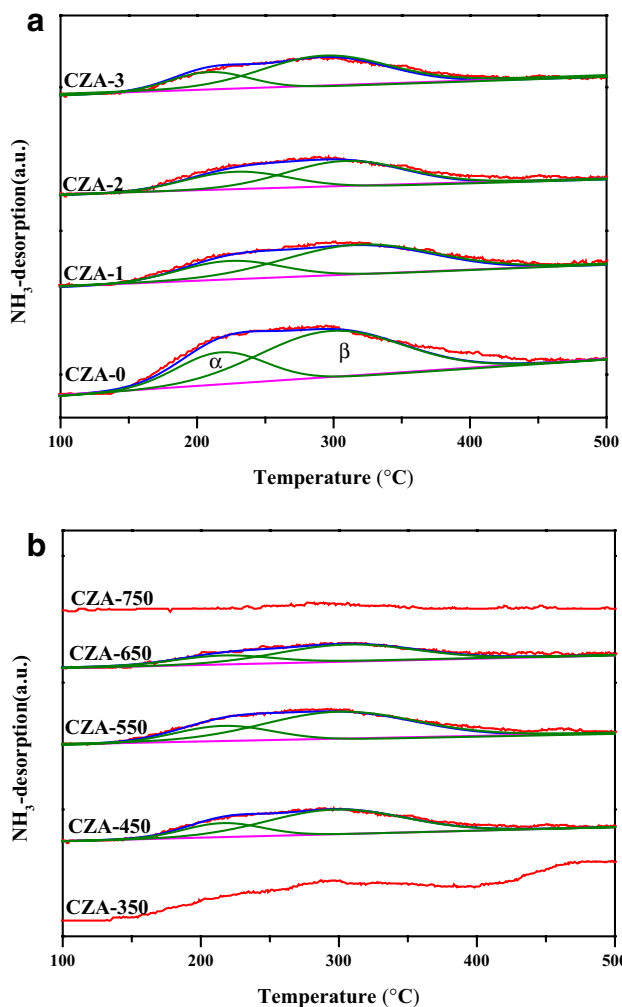 a
CZA-3
CZA-2
CZA-1
CZA-0
α
β
NH₃-desorption(a.u.)
100 200 300 400 500
Temperature (°C)
b
CZA-750
CZA-650
CZA-550
CZA-450
CZA-350
NH₃-desorption(a.u.)
100 200 300 400 500
Temperature (°C)